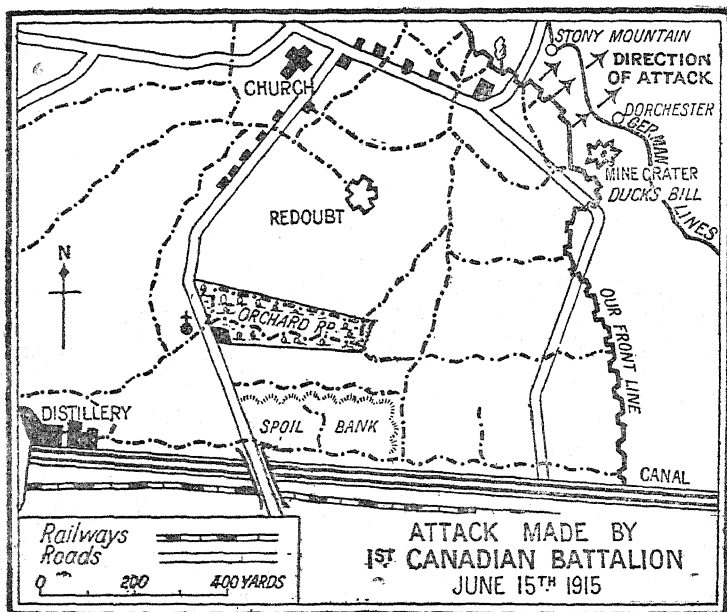 STONY MOUNTAIN
DIRECTION
OF ATTACK
CHURCH
DORCHESTER
GERMAN
LINES
MINE CRATER
DUCK'S BILL
REDOUBT
N
ORCHARD RD.
OUR FRONT LINE
DISTILLERY
SPOIL BANK
CANAL
Railways
Roads
0 200 400 YARDS
ATTACK MADE BY
1ST CANADIAN BATTALION
JUNE 15TH 1915